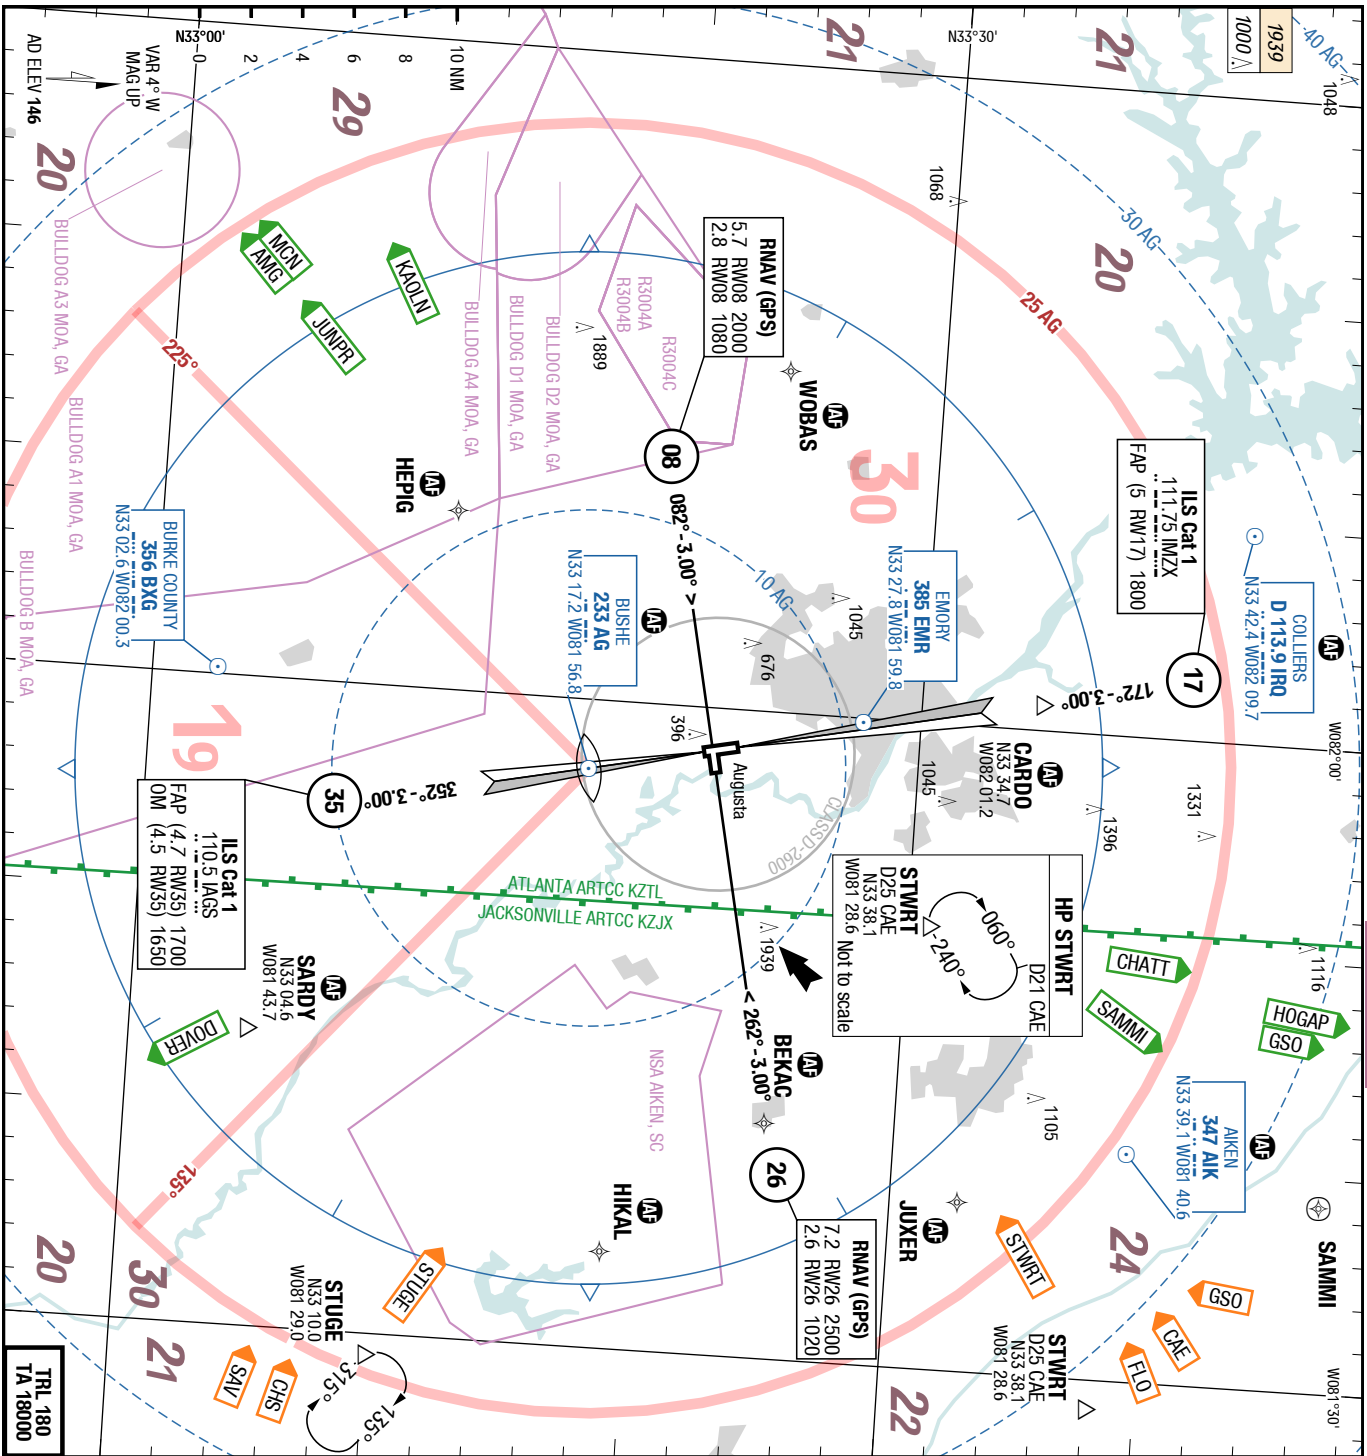 1939
1000
40 AG
1048
21
N33°30'
21
10 NM
8
6
4
2
0
N33°00'
VAR 4° W
MAG UP
AD ELEV 146
20
29
30 AG
20
1068
25 AG
BULLDOG A3 MOA, GA
MCN
AMG
KAOLN
JUNPR
225°
R3004A
R3004B
R3004C
1889
BULLDOG D2 MOA, GA
BULLDOG D1 MOA, GA
BULLDOG A4 MOA, GA
BULLDOG A1 MOA, GA
BULLDOG B MOA, GA
RNAV (GPS)
5.7 RW08 2000
2.8 RW08 1080
08
082°-3.00° >
IAF
WOBAS
30
IAF
HEPIG
ILS Cat 1
111.75 IMZX
FAP (5 RW17) 1800
17
172°-3.00°
IAF
COLLIERS
D 113.9 IRQ
N33 42.4 W082 09.7
EMORY
385 EMR
N33 27.8 W081 59.8
10 AG
1045
676
IAF
BUSHE
233 AG
N33 17.2 W081 56.8
BURKE COUNTY
356 BXG
N33 02.6 W082 00.3
W082°00'
396
Augusta
IAF
CARDO
N33 34.7
W082 01.2
1045
1396
1331
CLASS D-2600
19
35
352°-3.00°
ILS Cat 1
110.5 IAGS
FAP (4.7 RW35) 1700
OM (4.5 RW35) 1650
ATLANTA ARTCC KZTL
JACKSONVILLE ARTCC KZJX
HP STWRT
D21 CAE
060°
240°
STWRT
D25 CAE
N33 38.1
W081 28.6
Not to scale
1939
CHATT
SAMMI
1116
HOGAP
GSO
IAF
SARDY
N33 04.6
W081 43.7
DOVER
NSA AIKEN, SC
IAF
BEKAC
< 262°-3.00°
26
RNAV (GPS)
7.2 RW26 2500
2.6 RW26 1020
1105
IAF
AIKEN
347 AIK
N33 39.1 W081 40.6
SAMMI
IAF
JUXER
IAF
HIKAL
STWRT
24
GSO
CAE
FLO
STWRT
D25 CAE
N33 38.1
W081 28.6
W081°30'
22
135°
STUGE
STUGE
N33 10.0
W081 29.0
315°
135°
CHS
SAV
20
30
21
TRL 180
TA 18000